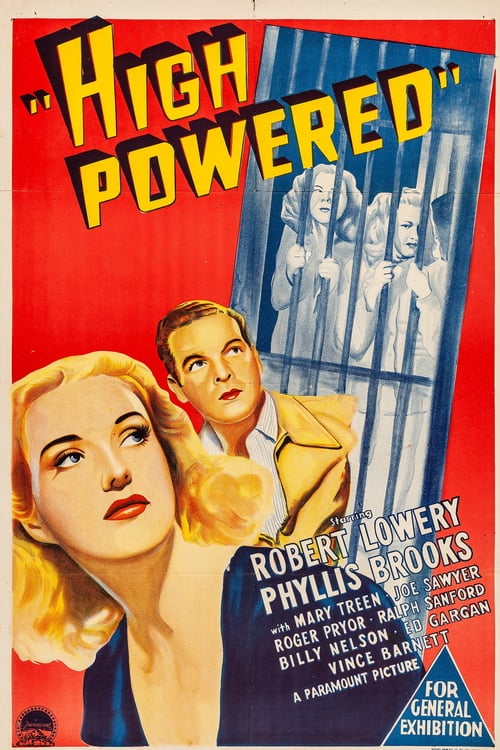 "HIGH
POWERED"
Starring
ROBERT LOWERY
PHYLLIS BROOKS
with MARY TREEN · JOE SAWYER
ROGER PRYOR · RALPH SANFORD
BILLY NELSON · ED GARGAN
VINCE BARNETT
A PARAMOUNT PICTURE
FOR
GENERAL
EXHIBITION
Paramount